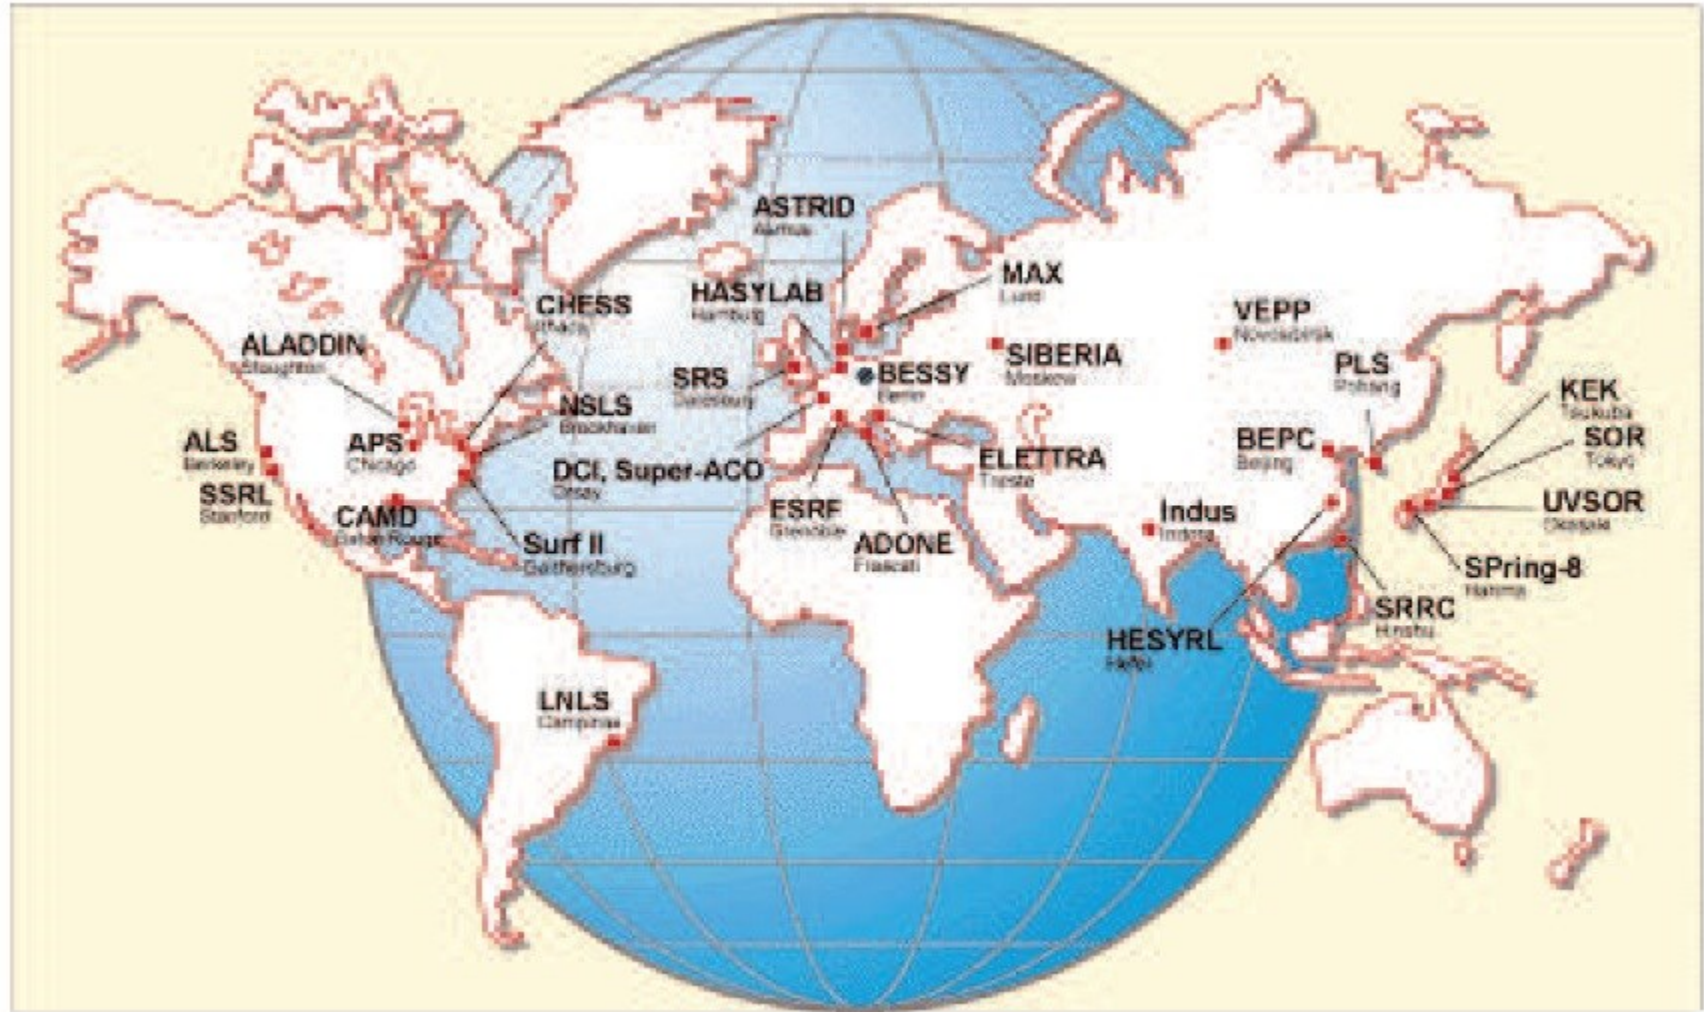 ASTRID
Aarhus
MAX
Lund
HASYLAB
Hamburg
CHESS
Ithaca
VEPP
Novosibirsk
ALADDIN
Stoughton
SIBERIA
Moskow
PLS
Pohang
SRS
Daresbury
BESSY
Berlin
KEK
Tsukuba
NSLS
Brookhaven
ALS
Berkeley
APS
Chicago
BEPC
Beijing
SOR
Tokyo
DCI, Super-ACO
Orsay
ELETTRA
Trieste
SSRL
Stanford
CAMD
Baton Rouge
ESRF
Grenoble
Indus
Indore
UVSOR
Okasaki
Surf II
Gaithersburg
ADONE
Frascati
SPring-8
SRRC
HESYRL
Hefei
LNLS
Campinas